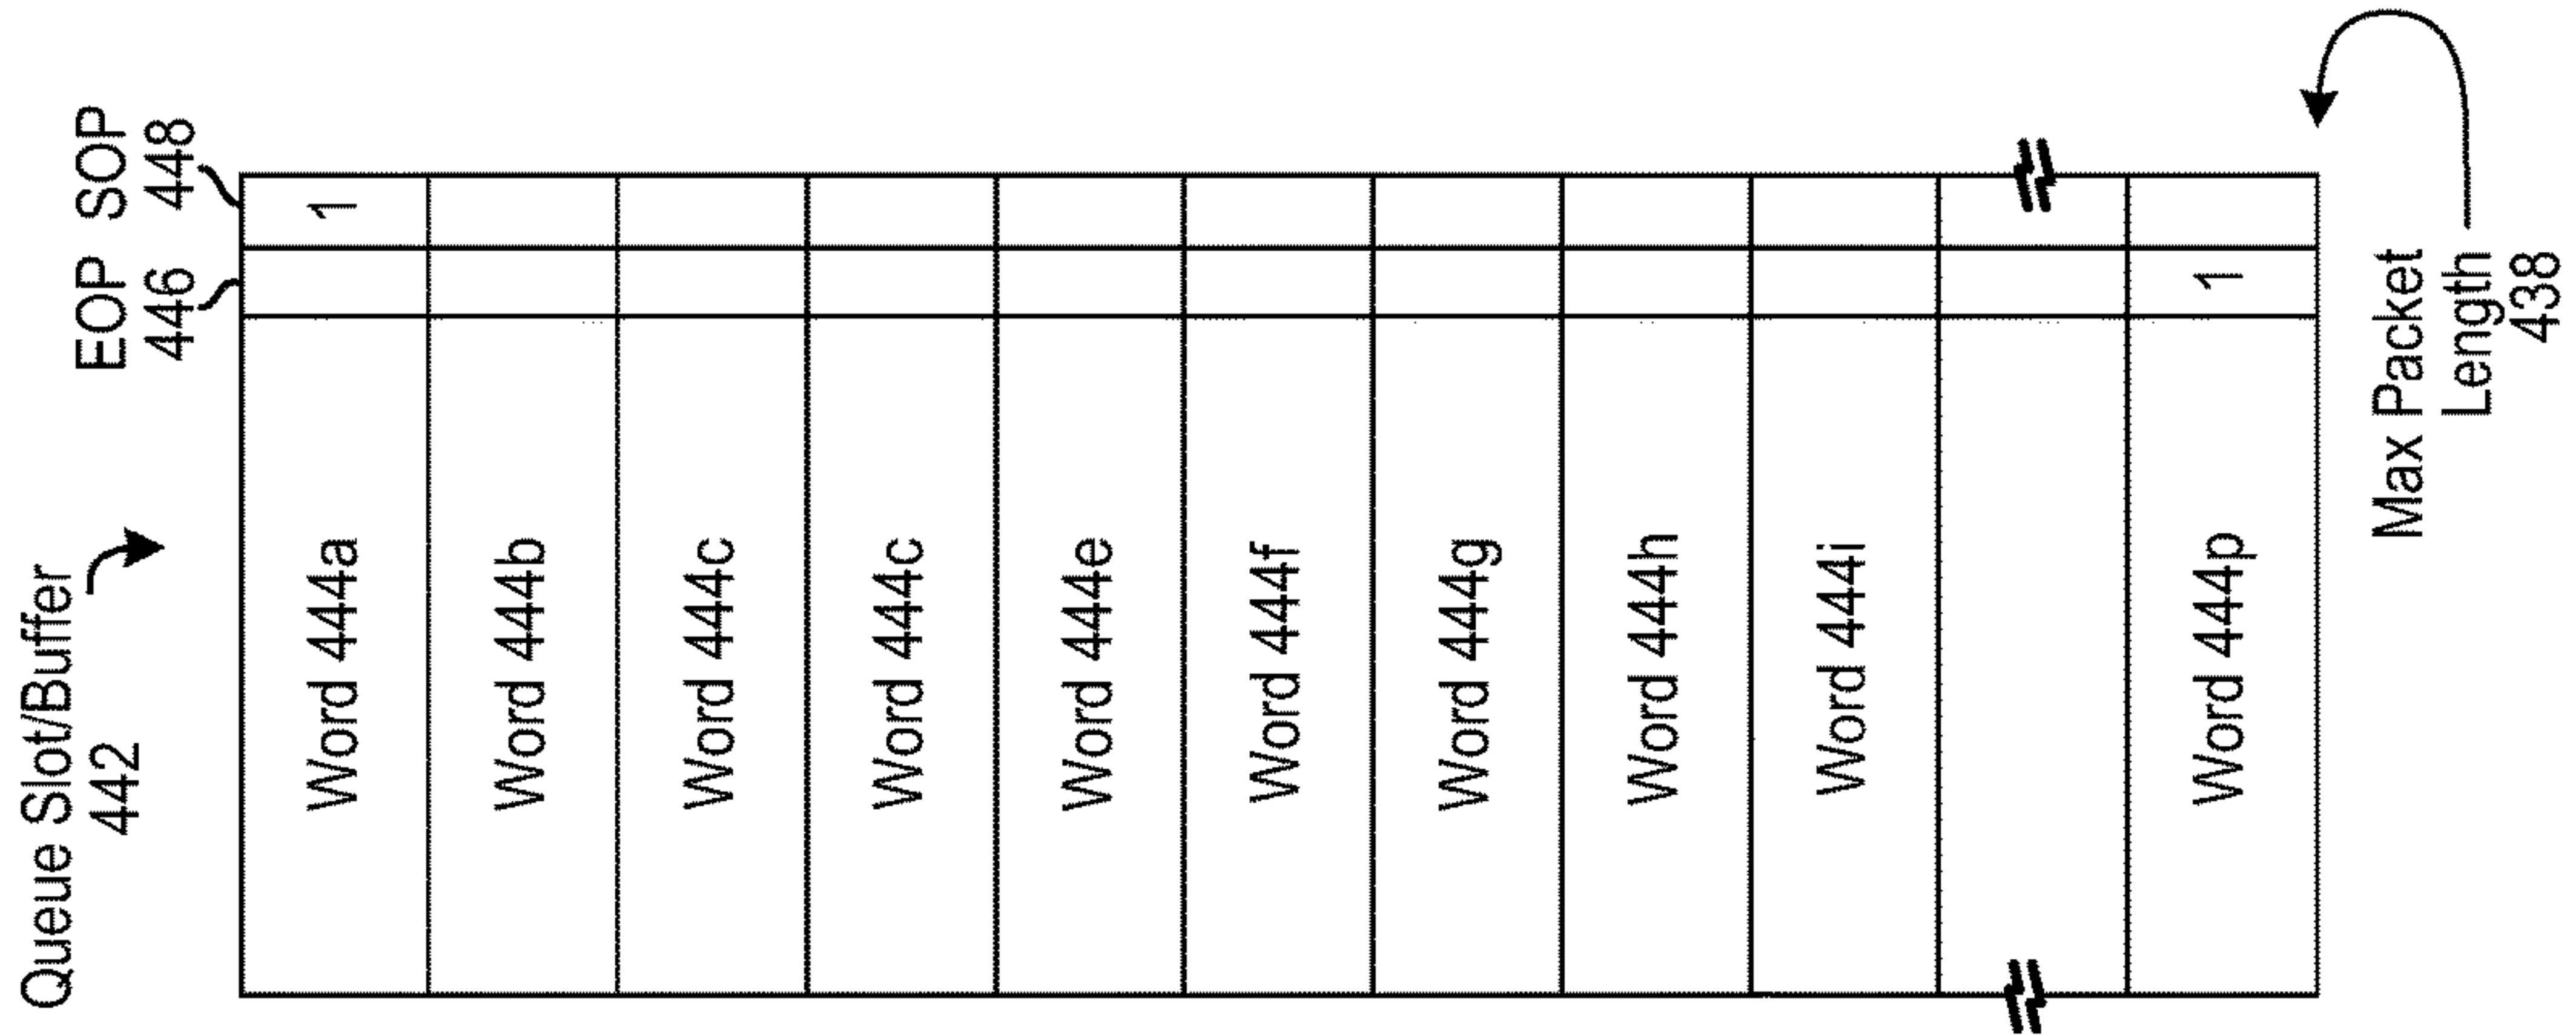 Queue Slot/Buffer
442
EOP SOP
446 448
Word 444a 1
Word 444b
Word 444c
Word 444c
Word 444e
Word 444f
Word 444g
Word 444h
Word 444i
Word 444p 1
Max Packet
Length
438